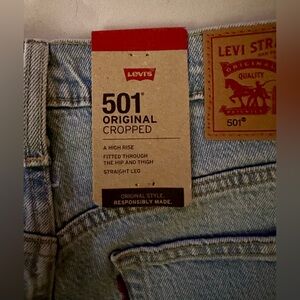 Levi's
501®
ORIGINAL
CROPPED
A HIGH RISE
FITTED THROUGH
THE HIP AND THIGH
STRAIGHT LEG
ORIGINAL STYLE.
RESPONSIBLY MADE.
LEVI STR
ORIGINAL
QUALITY
501®